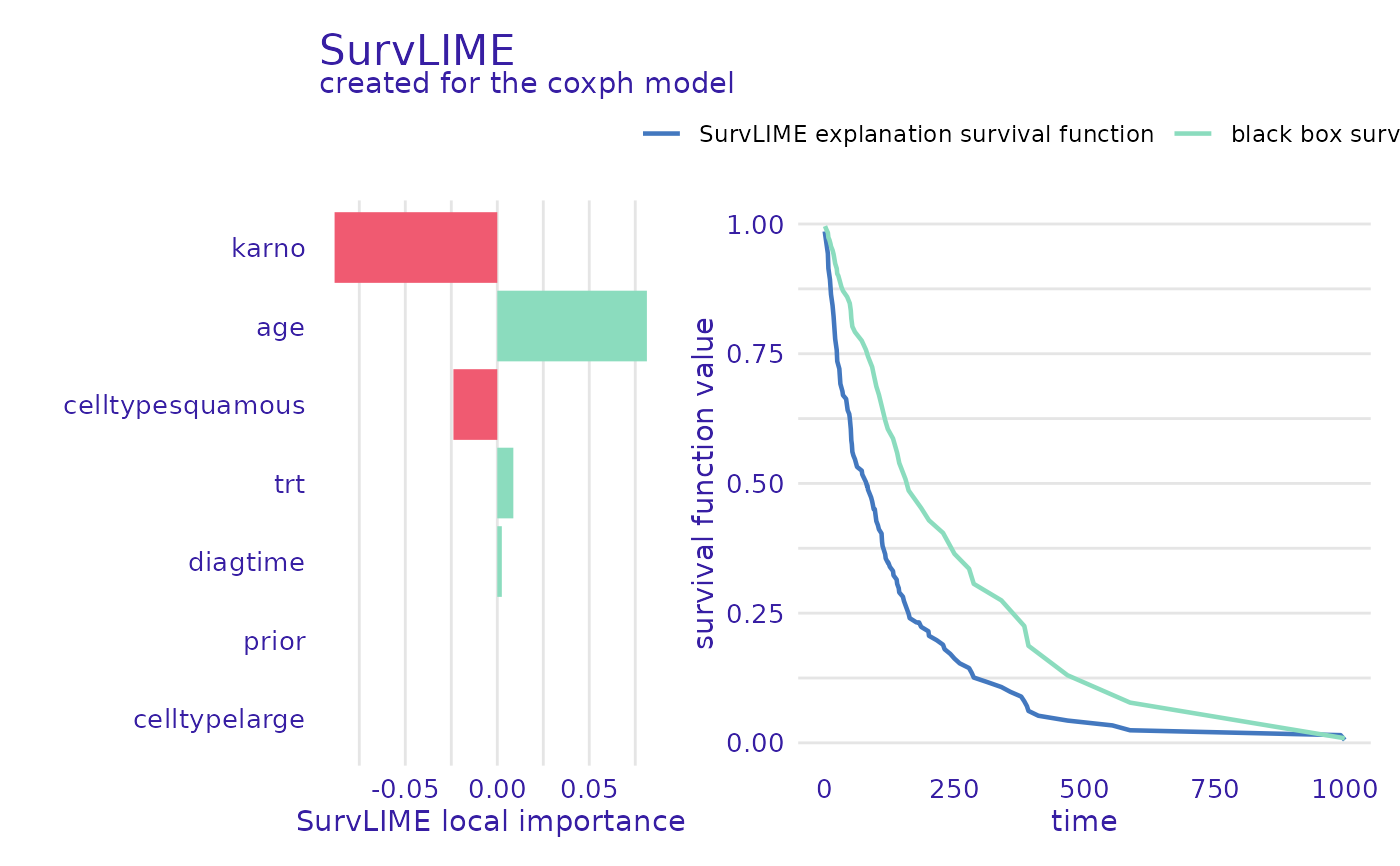 SurvLIME
created for the coxph model
SurvLIME explanation survival function
black box surv
karno
age
celltypesquamous
trt
diagtime
prior
celltypelarge
-0.05 0.00 0.05
SurvLIME local importance
survival function value
1.00
0.75
0.50
0.25
0.00
0 250 500 750 1000
time